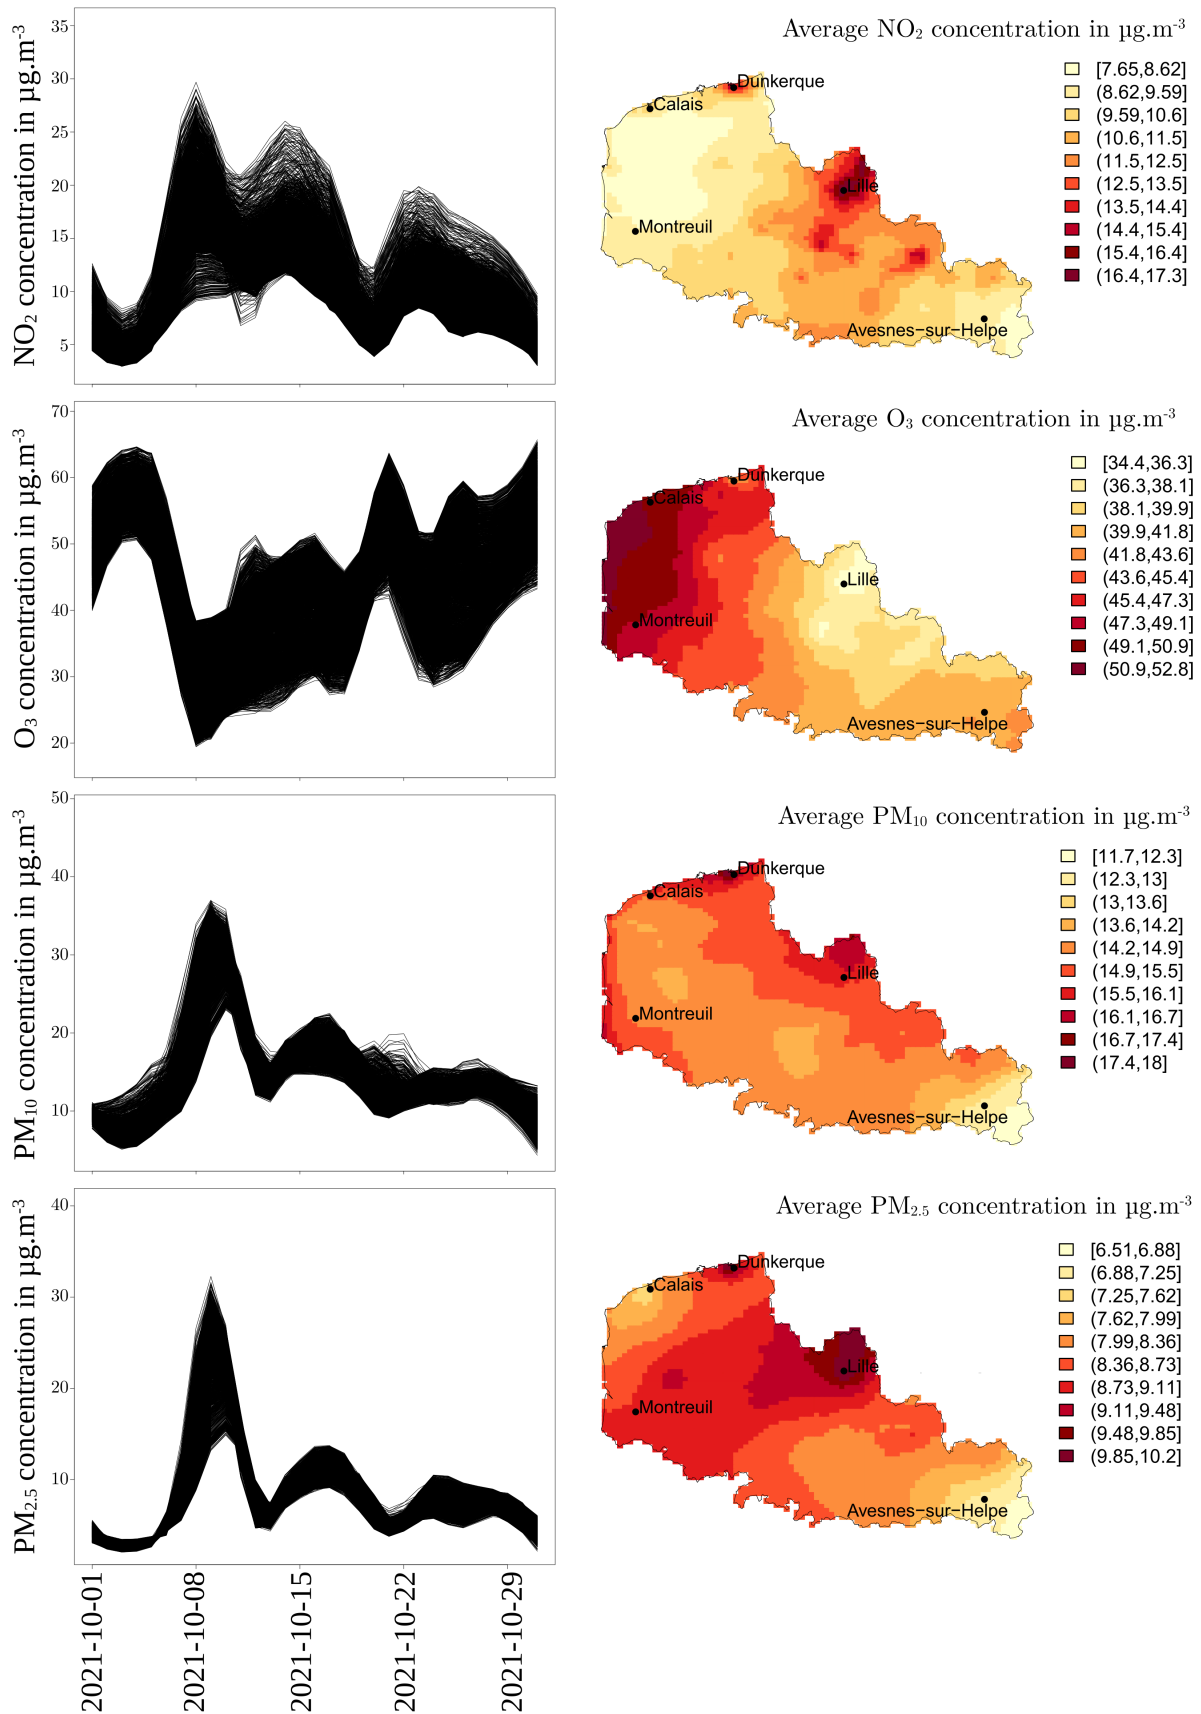 NO₂ concentration in µg.m⁻³
35
30
25
20
15
10
5
Average NO₂ concentration in µg.m⁻³
[7.65,8.62]
(8.62,9.59]
(9.59,10.6]
(10.6,11.5]
(11.5,12.5]
(12.5,13.5]
(13.5,14.4]
(14.4,15.4]
(15.4,16.4]
(16.4,17.3]
Dunkerque
Calais
Lille
Montreuil
Avesnes−sur−Helpe
O₃ concentration in µg.m⁻³
70
60
50
40
30
20
Average O₃ concentration in µg.m⁻³
[34.4,36.3]
(36.3,38.1]
(38.1,39.9]
(39.9,41.8]
(41.8,43.6]
(43.6,45.4]
(45.4,47.3]
(47.3,49.1]
(49.1,50.9]
(50.9,52.8]
Dunkerque
Calais
Lille
Montreuil
Avesnes−sur−Helpe
PM₁₀ concentration in µg.m⁻³
50
40
30
20
10
Average PM₁₀ concentration in µg.m⁻³
[11.7,12.3]
(12.3,13]
(13,13.6]
(13.6,14.2]
(14.2,14.9]
(14.9,15.5]
(15.5,16.1]
(16.1,16.7]
(16.7,17.4]
(17.4,18]
Dunkerque
Calais
Lille
Montreuil
Avesnes−sur−Helpe
PM₂.₅ concentration in µg.m⁻³
40
30
20
10
2021-10-01
2021-10-08
2021-10-15
2021-10-22
2021-10-29
Average PM₂.₅ concentration in µg.m⁻³
[6.51,6.88]
(6.88,7.25]
(7.25,7.62]
(7.62,7.99]
(7.99,8.36]
(8.36,8.73]
(8.73,9.11]
(9.11,9.48]
(9.48,9.85]
(9.85,10.2]
Dunkerque
Calais
Lille
Montreuil
Avesnes−sur−Helpe